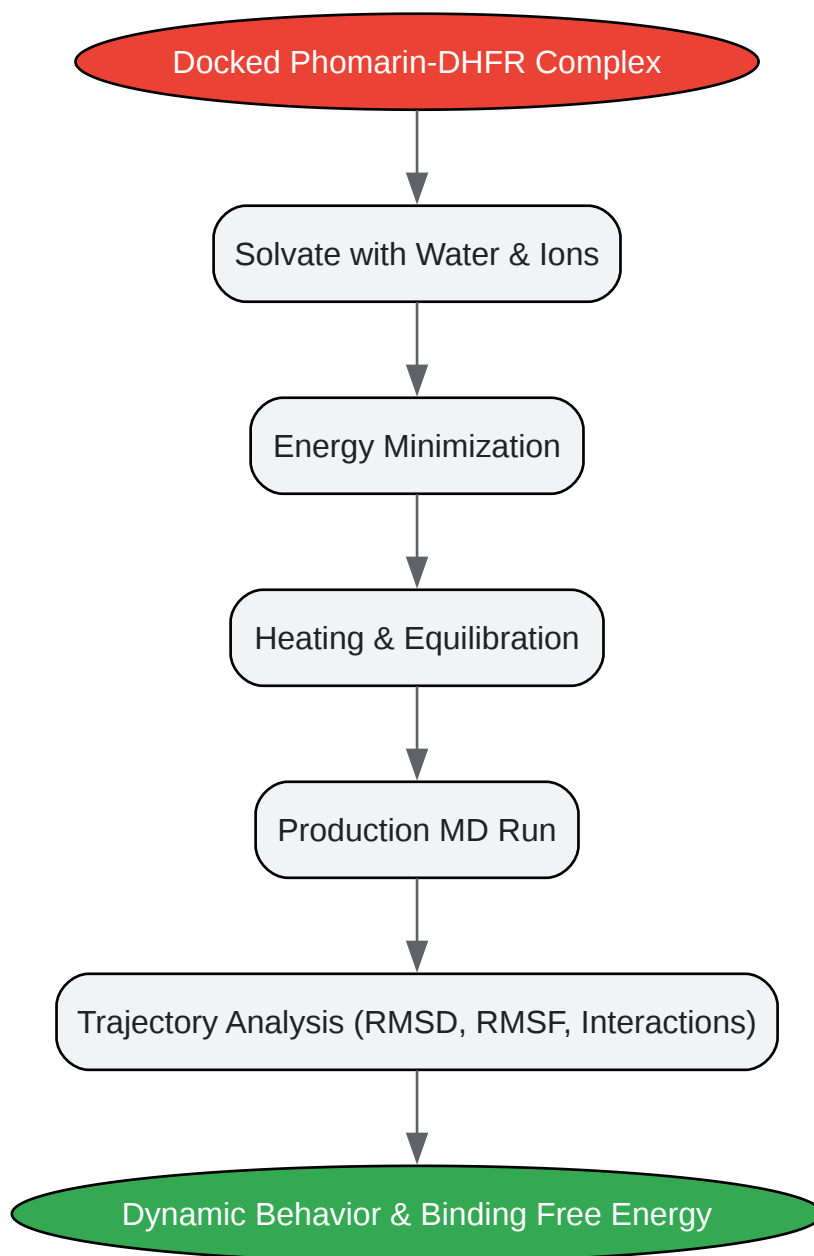 Docked Phomarin-DHFR Complex
Solvate with Water & Ions
Energy Minimization
Heating & Equilibration
Production MD Run
Trajectory Analysis (RMSD, RMSF, Interactions)
Dynamic Behavior & Binding Free Energy